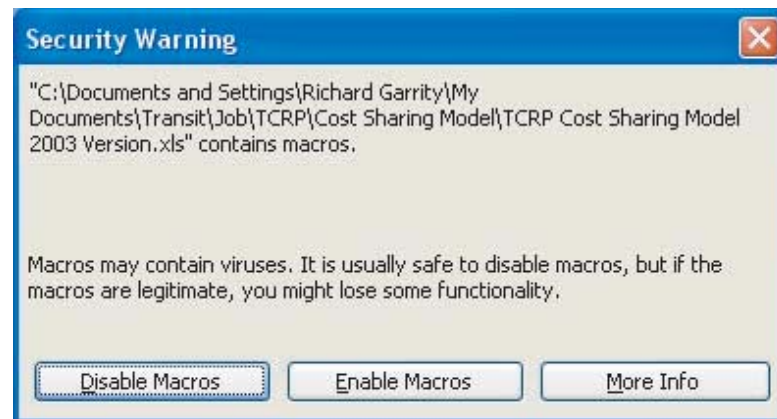 Security Warning
"C:\Documents and Settings\Richard Garrity\My
Documents\Transit\Job\TCRP\Cost Sharing Model\TCRP Cost Sharing Model
2003 Version.xls" contains macros.
Macros may contain viruses. It is usually safe to disable macros, but if the
macros are legitimate, you might lose some functionality.
Disable Macros
Enable Macros
More Info